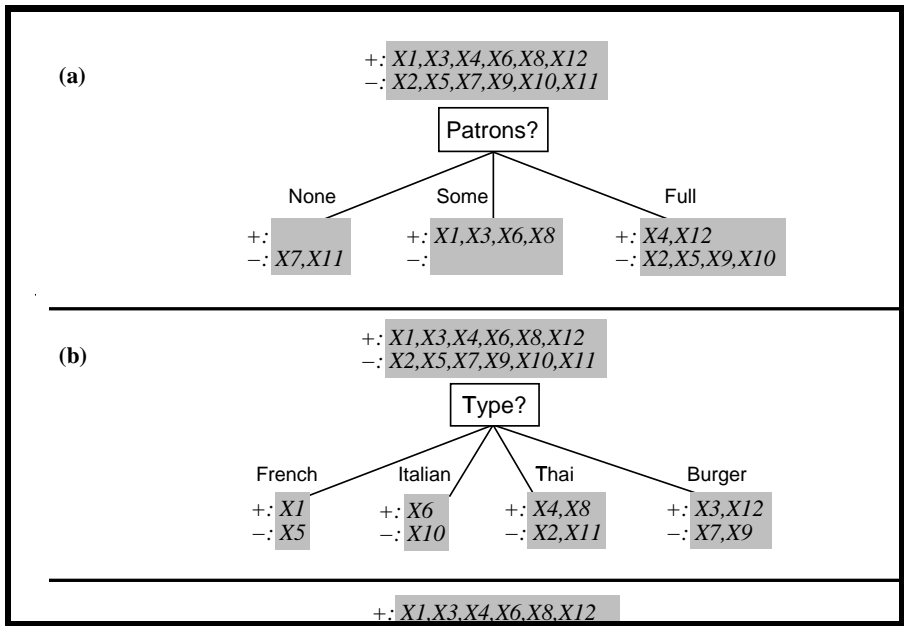 (a)
+: X1,X3,X4,X6,X8,X12
–: X2,X5,X7,X9,X10,X11
Patrons?
None Some Full
+: +: X1,X3,X6,X8 +: X4,X12
–: X7,X11 –: –: X2,X5,X9,X10
(b)
+: X1,X3,X4,X6,X8,X12
–: X2,X5,X7,X9,X10,X11
Type?
French Italian Thai Burger
+: X1 +: X6 +: X4,X8 +: X3,X12
–: X5 –: X10 –: X2,X11 –: X7,X9
+: X1,X3,X4,X6,X8,X12